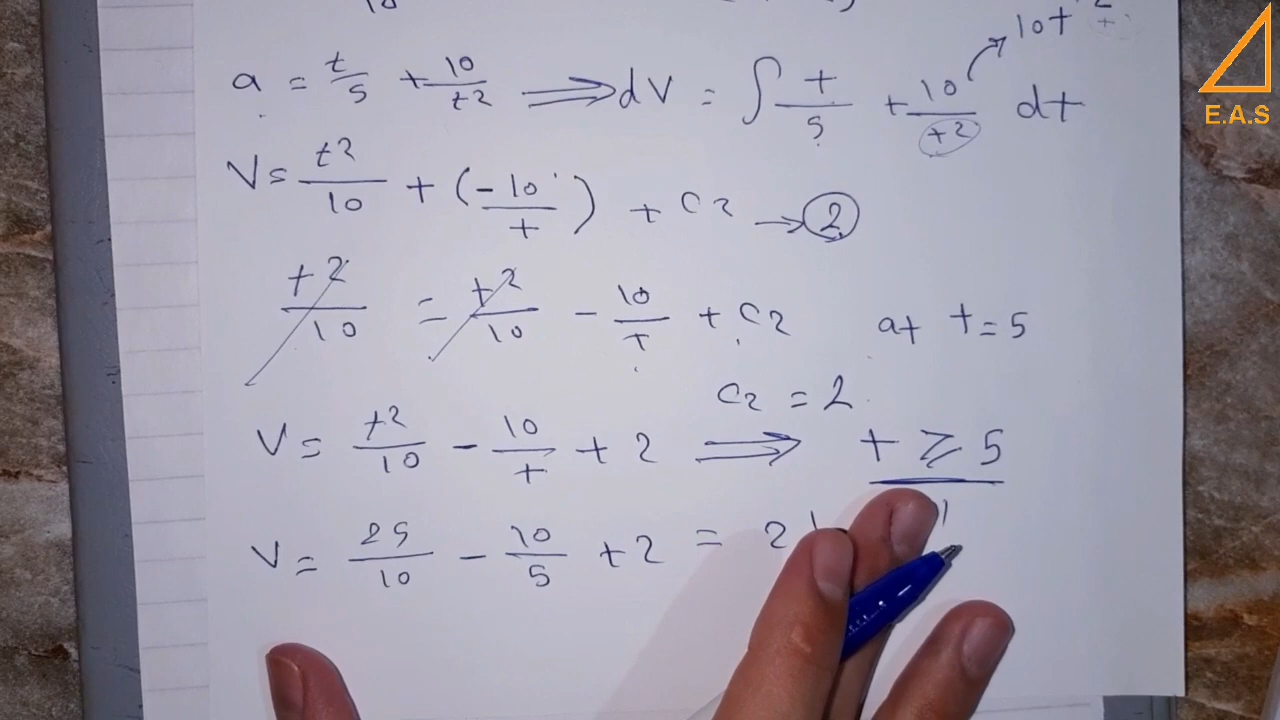 10
10t
a = t/5 + 10/t2 ⟹ dV = ∫ t/5 + 10/t2 dt
E.A.S
V= t2/10 + (-10/t) + C2 → 2
t2/10 = t2/10 - 10/t + C2 at t=5
C2 = 2
V= t2/10 - 10/t + 2 ⟹ t ≥ 5
V= 25/10 - 10/5 + 2 = 2